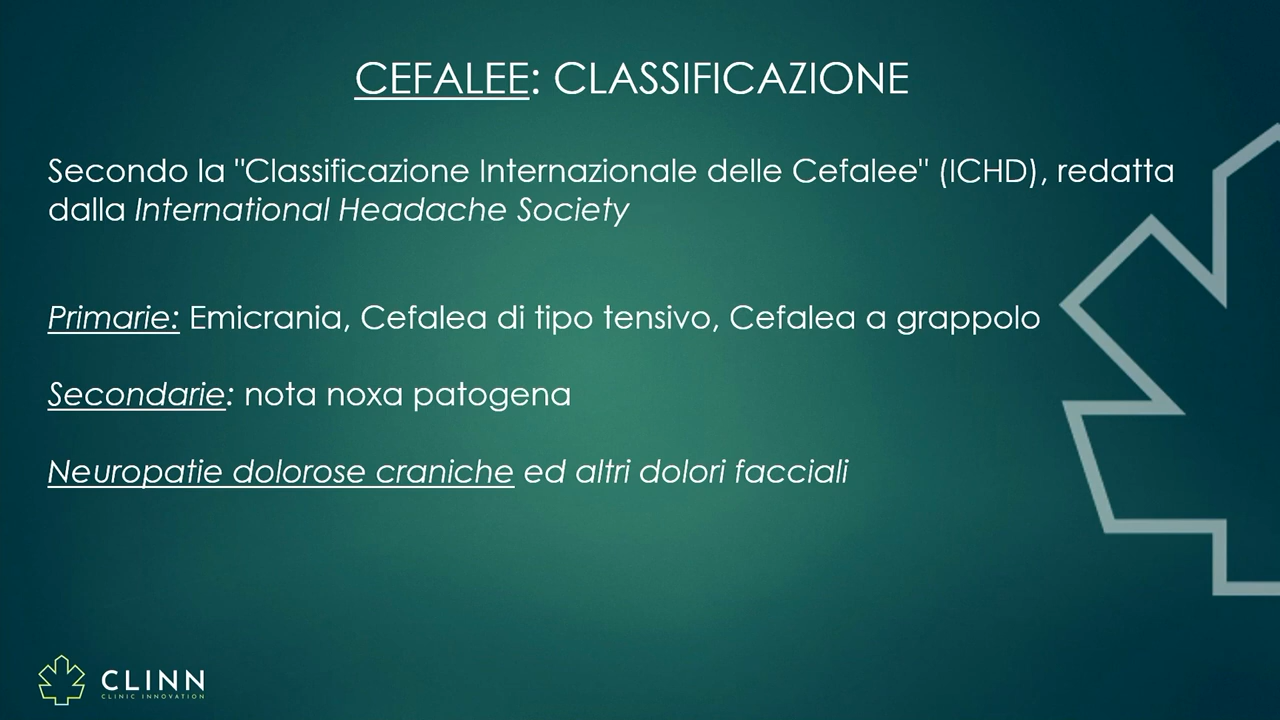 CEFALEE: CLASSIFICAZIONE
Secondo la "Classificazione Internazionale delle Cefalee" (ICHD), redatta
dalla International Headache Society
Primarie: Emicrania, Cefalea di tipo tensivo, Cefalea a grappolo
Secondarie: nota noxa patogena
Neuropatie dolorose craniche ed altri dolori facciali
CLINN
CLINIC INNOVATION